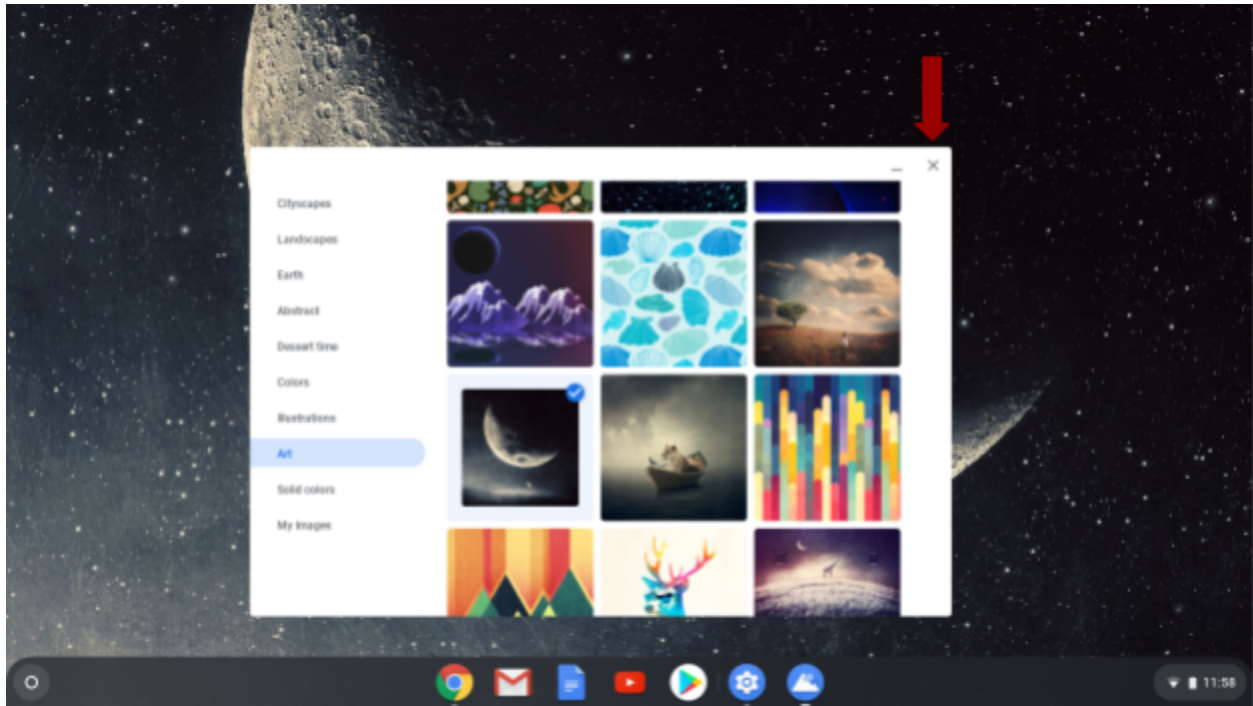 Cityscapes
Landscapes
Earth
Abstract
Dessert time
Colors
Illustrations
Art
Solid colors
My Images
11:58